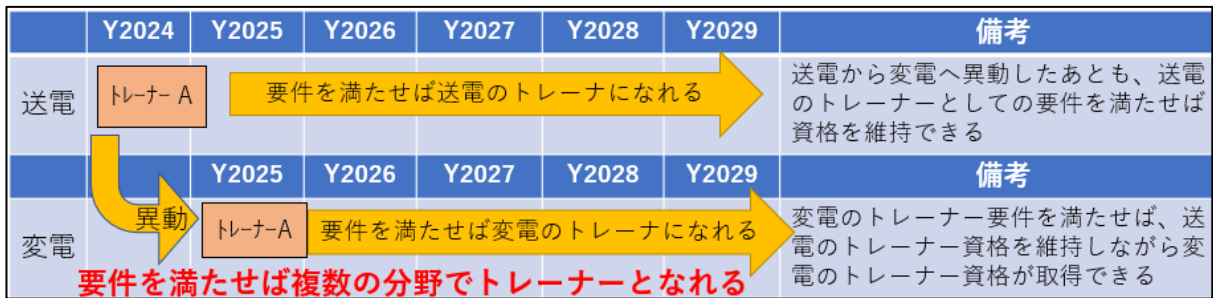 Y2024 Y2025 Y2026 Y2027 Y2028 Y2029 備考
送電 ﾄﾚｰﾅｰ A 要件を満たせば送電のトレーナになれる
送電から変電へ異動したあとも、送電
のトレーナーとしての要件を満たせば
資格を維持できる
Y2025 Y2026 Y2027 Y2028 Y2029 備考
変電 異動 ﾄﾚｰﾅｰA 要件を満たせば変電のトレーナになれる
変電のトレーナー要件を満たせば、送
電のトレーナー資格を維持しながら変
電のトレーナー資格が取得できる
要件を満たせば複数の分野でトレーナーとなれる